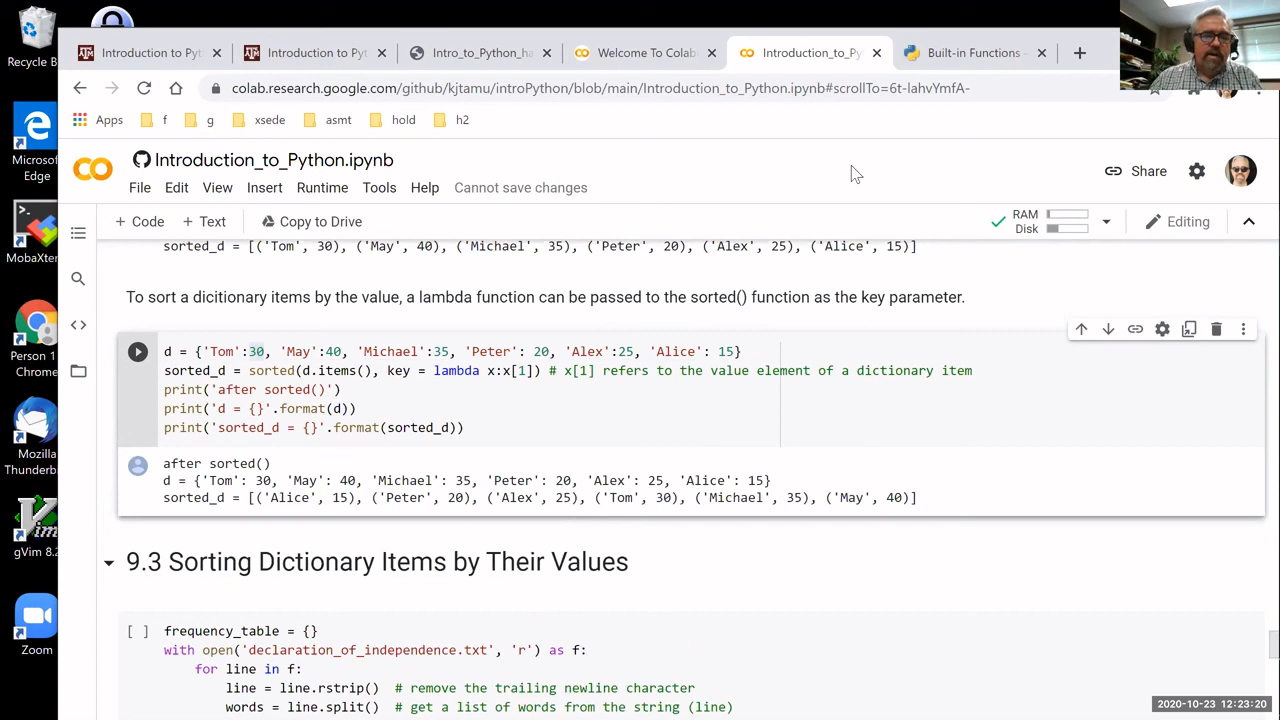 Recycle B
Introduction to Pyt
Introduction to Pyt
Intro_to_Pyth
Welcome To Colab
Introduction_to_Py
Built-in Functions
colab.research.google.com/github/jtamu/introPython/blob/main/Introduction_to_Python.ipynb#scrollTo=6t-lahvYmfA-
Apps
f
g
xsede
asmt
hold
h2
Microsof
Edge
Introduction_to_Python.ipynb
Share
File Edit View Insert Runtime Tools Help Cannot save changes
+ Code + Text Copy to Drive
RAM
Disk
Editing
MobaXter
sorted_d = [('Tom', 30), ('May', 40), ('Michael', 35), ('Peter', 20), ('Alex', 25), ('Alice', 15)]
To sort a dicitionary items by the value, a lambda function can be passed to the sorted() function as the key parameter.
d = {'Tom':30, 'May':40, 'Michael':35, 'Peter': 20, 'Alex':25, 'Alice': 15}
sorted_d = sorted(d.items(), key = lambda x:x[1]) # x[1] refers to the value element of a dictionary item
print('after sorted()')
print('d = {}'.format(d))
print('sorted_d = {}'.format(sorted_d))
Person 1
Chrome
after sorted()
d = {'Tom': 30, 'May': 40, 'Michael': 35, 'Peter': 20, 'Alex': 25, 'Alice': 15}
sorted_d = [('Alice', 15), ('Peter', 20), ('Alex', 25), ('Tom', 30), ('Michael', 35), ('May', 40)]
Mozilla
Thunderb
gVim 8.2
9.3 Sorting Dictionary Items by Their Values
Zoom
[ ] frequency_table = {}
with open('declaration_of_independence.txt', 'r') as f:
for line in f:
line = line.rstrip() # remove the trailing newline character
words = line.split() # get a list of words from the string (line)
2020-10-23 12:23:20